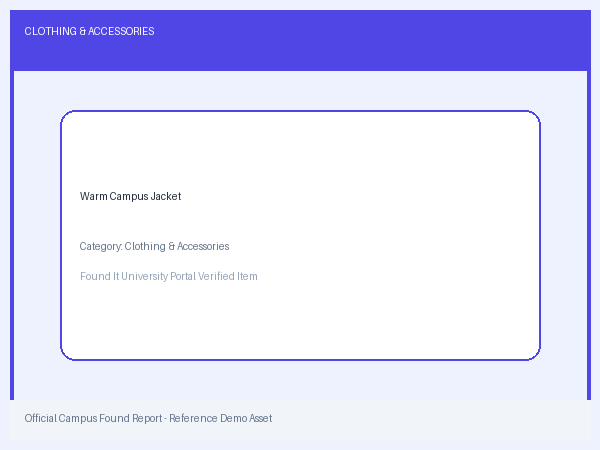 CLOTHING & ACCESSORIES
Warm Campus Jacket
Category: Clothing & Accessories
Found It University Portal Verified Item
Official Campus Found Report - Reference Demo Asset